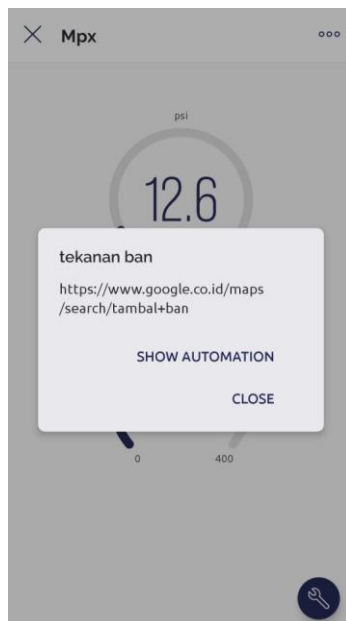 Mpx
psi
12.6
tekanan ban
https://www.google.co.id/maps
/search/tambal+ban
SHOW AUTOMATION
CLOSE
0 400